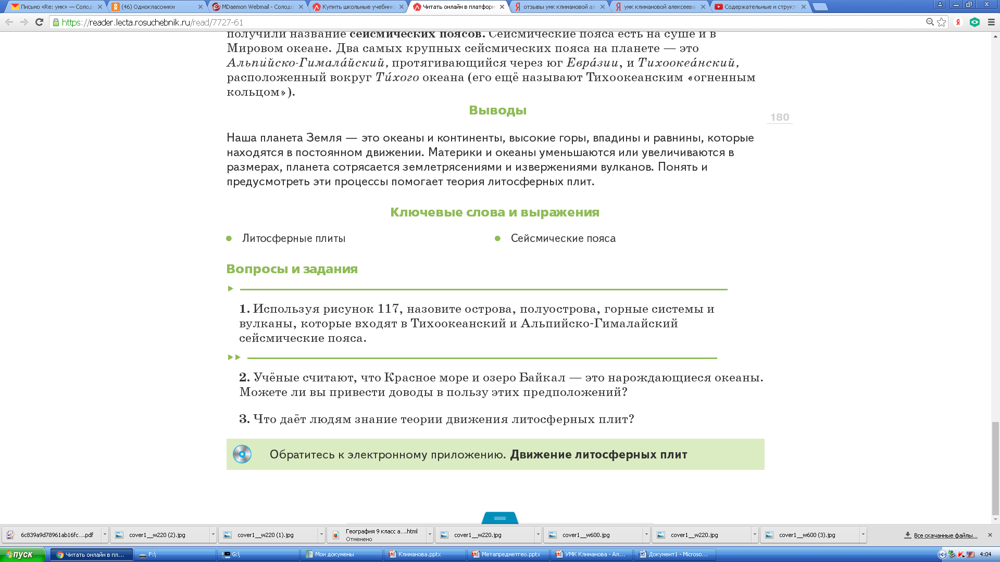 Письмо «Re: умк» — Солод
(46) Одноклассники
MDaemon Webmail - Солодо
Купить школьные учебник
Читать онлайн в платформ
отзывы умк климановой ал
умк климановой алексеева
Содержательные и структ
https://reader.lecta.rosuchebnik.ru/read/7727-61
получили название сейсмических поясов. Сейсмические пояса есть на суше и в
Мировом океане. Два самых крупных сейсмических пояса на планете — это
Альпи́йско-Гимала́йский, протягивающийся через юг Евра́зии, и Тихоокеа́нский,
расположенный вокруг Ти́хого океана (его ещё называют Тихоокеанским «огненным
кольцом»).
Выводы
180
Наша планета Земля — это океаны и континенты, высокие горы, впадины и равнины, которые
находятся в постоянном движении. Материки и океаны уменьшаются или увеличиваются в
размерах, планета сотрясается землетрясениями и извержениями вулканов. Понять и
предусмотреть эти процессы помогает теория литосферных плит.
Ключевые слова и выражения
Литосферные плиты
Сейсмические пояса
Вопросы и задания
1. Используя рисунок 117, назовите острова, полуострова, горные системы и
вулканы, которые входят в Тихоокеанский и Альпийско-Гималайский
сейсмические пояса.
2. Учёные считают, что Красное море и озеро Байкал — это нарождающиеся океаны.
Можете ли вы привести доводы в пользу этих предположений?
3. Что даёт людям знание теории движения литосферных плит?
Обратитесь к электронному приложению. Движение литосферных плит
6c839a9d78961ab16fc....pdf
cover1__w220 (2).jpg
cover1__w220 (1).jpg
География 9 класс а....html
Отменено
cover1__w220.jpg
cover1__w600.jpg
cover1__w220.jpg
cover1__w600 (3).jpg
Все скачанные файлы...
пуск
Читать онлайн в пл...
F:\
G:\
Мои докумены
Климанова.pptx
Метапредметгео.pptx
УМК Климанова - Ал...
Документ1 - Microso...
4:04